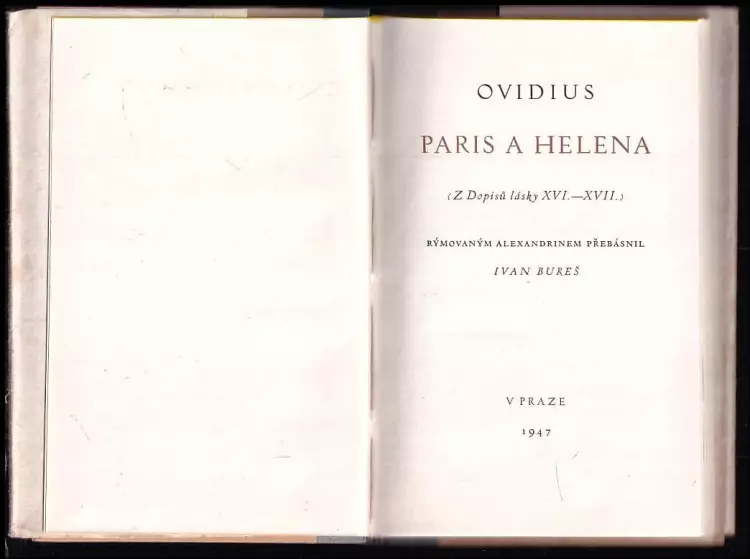 OVIDIUS
PARIS A HELENA
(Z Dopisů lásky XVI.—XVII.)
RÝMOVANÝM ALEXANDRINEM PŘEBÁSNIL
IVAN BUREŠ
V PRAZE
1947